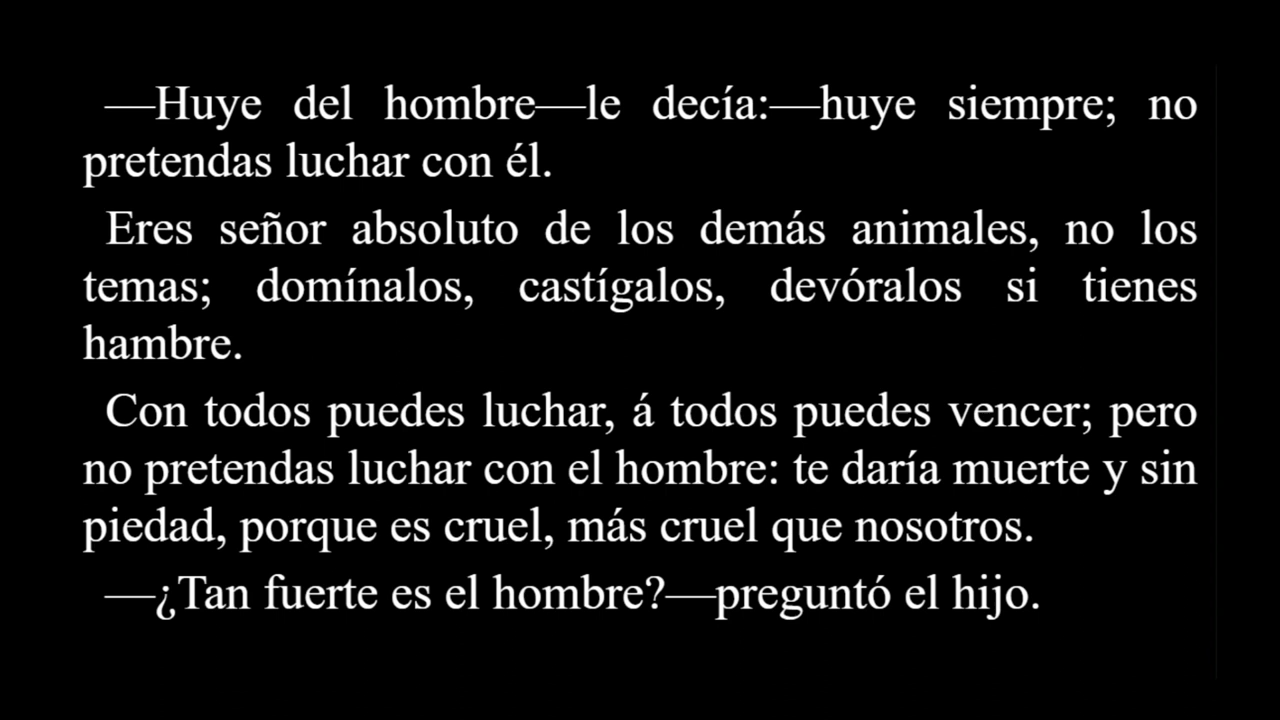 —Huye del hombre—le decía:—huye siempre; no
pretendas luchar con él.
Eres señor absoluto de los demás animales, no los
temas; domínalos, castígalos, devóralos si tienes
hambre.
Con todos puedes luchar, á todos puedes vencer; pero
no pretendas luchar con el hombre: te daría muerte y sin
piedad, porque es cruel, más cruel que nosotros.
—¿Tan fuerte es el hombre?—preguntó el hijo.